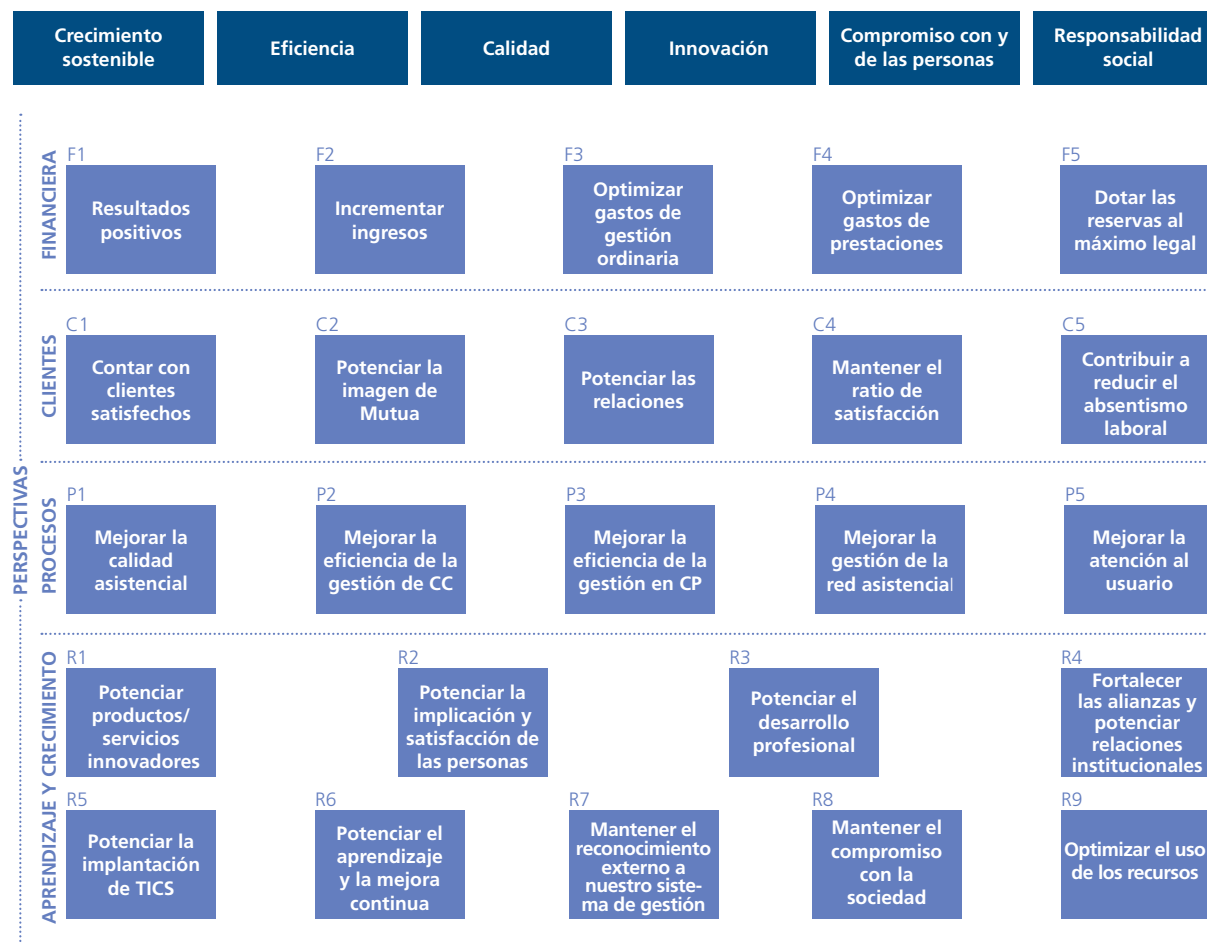 Crecimiento
sostenible
Eficiencia
Calidad
Innovación
Compromiso con y
de las personas
Responsabilidad
social
PERSPECTIVAS
FINANCIERA
F1
Resultados
positivos
F2
Incrementar
ingresos
F3
Optimizar
gastos de
gestión
ordinaria
F4
Optimizar
gastos de
prestaciones
F5
Dotar las
reservas al
máximo legal
CLIENTES
C1
Contar con
clientes
satisfechos
C2
Potenciar la
imagen de
Mutua
C3
Potenciar las
relaciones
C4
Mantener el
ratio de
satisfacción
C5
Contribuir a
reducir el
absentismo
laboral
PROCESOS
P1
Mejorar la
calidad
asistencial
P2
Mejorar la
eficiencia de la
gestión de CC
P3
Mejorar la
eficiencia de la
gestión en CP
P4
Mejorar la
gestión de la
red asistencial
P5
Mejorar la
atención al
usuario
APRENDIZAJE Y CRECIMIENTO
R1
Potenciar
productos/
servicios
innovadores
R2
Potenciar la
implicación y
satisfacción de
las personas
R3
Potenciar el
desarrollo
profesional
R4
Fortalecer
las alianzas y
potenciar
relaciones
institucionales
R5
Potenciar la
implantación
de TICS
R6
Potenciar el
aprendizaje
y la mejora
continua
R7
Mantener el
reconocimiento
externo a
nuestro siste-
ma de gestión
R8
Mantener el
compromiso
con la
sociedad
R9
Optimizar el uso
de los recursos